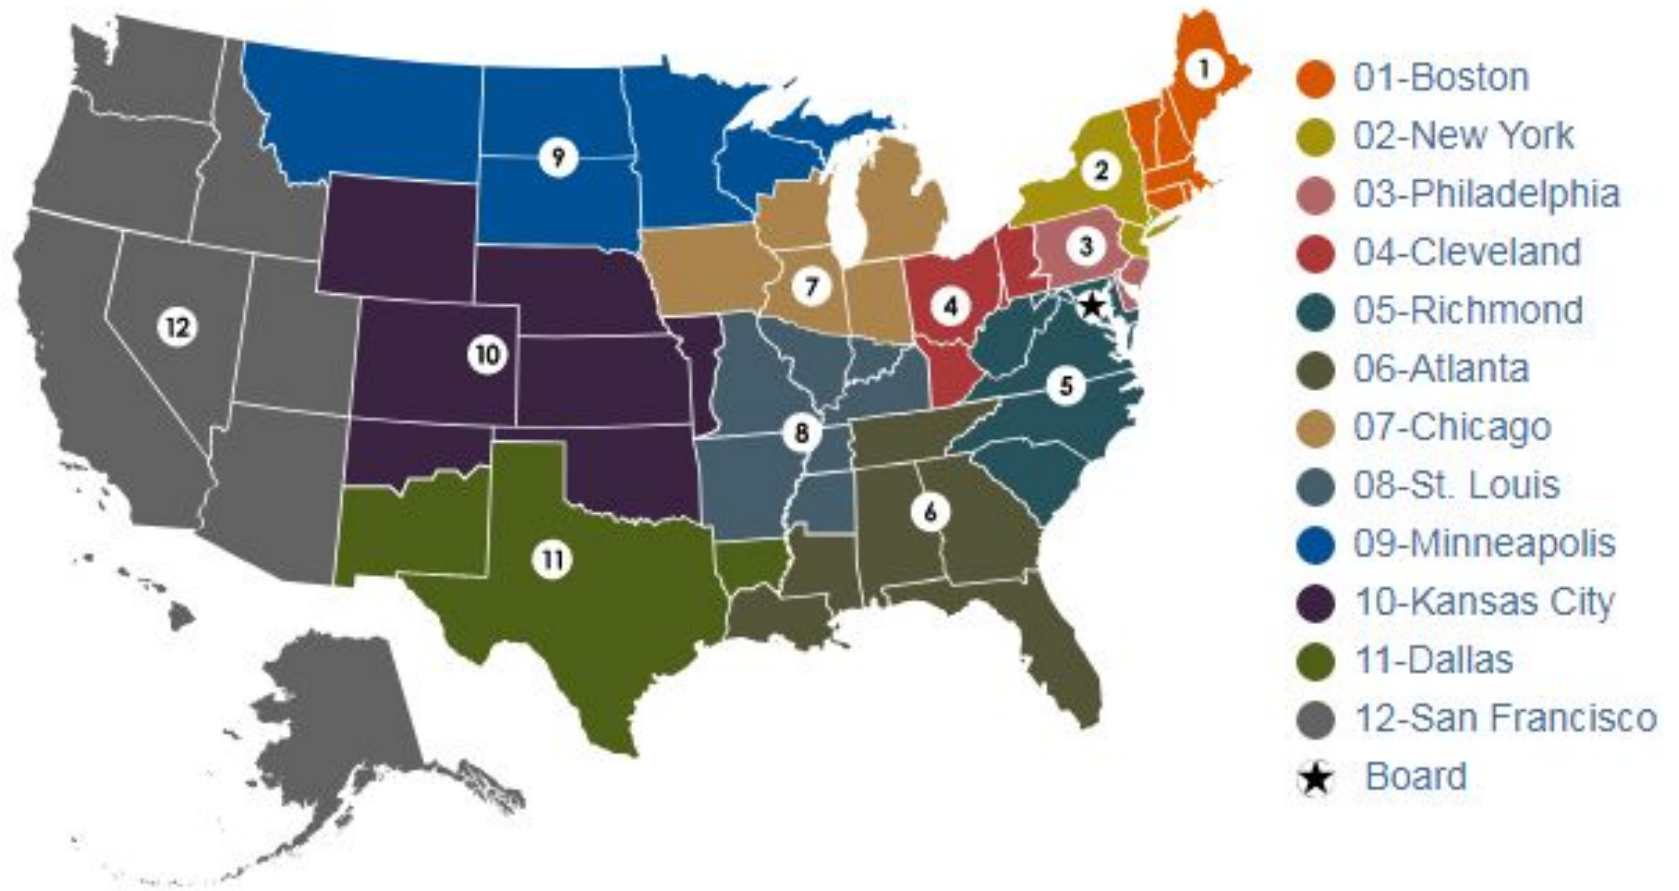 1
2
9
3
7
4
12
10
5
8
6
11
01-Boston
02-New York
03-Philadelphia
04-Cleveland
05-Richmond
06-Atlanta
07-Chicago
08-St. Louis
09-Minneapolis
10-Kansas City
11-Dallas
12-San Francisco
Board